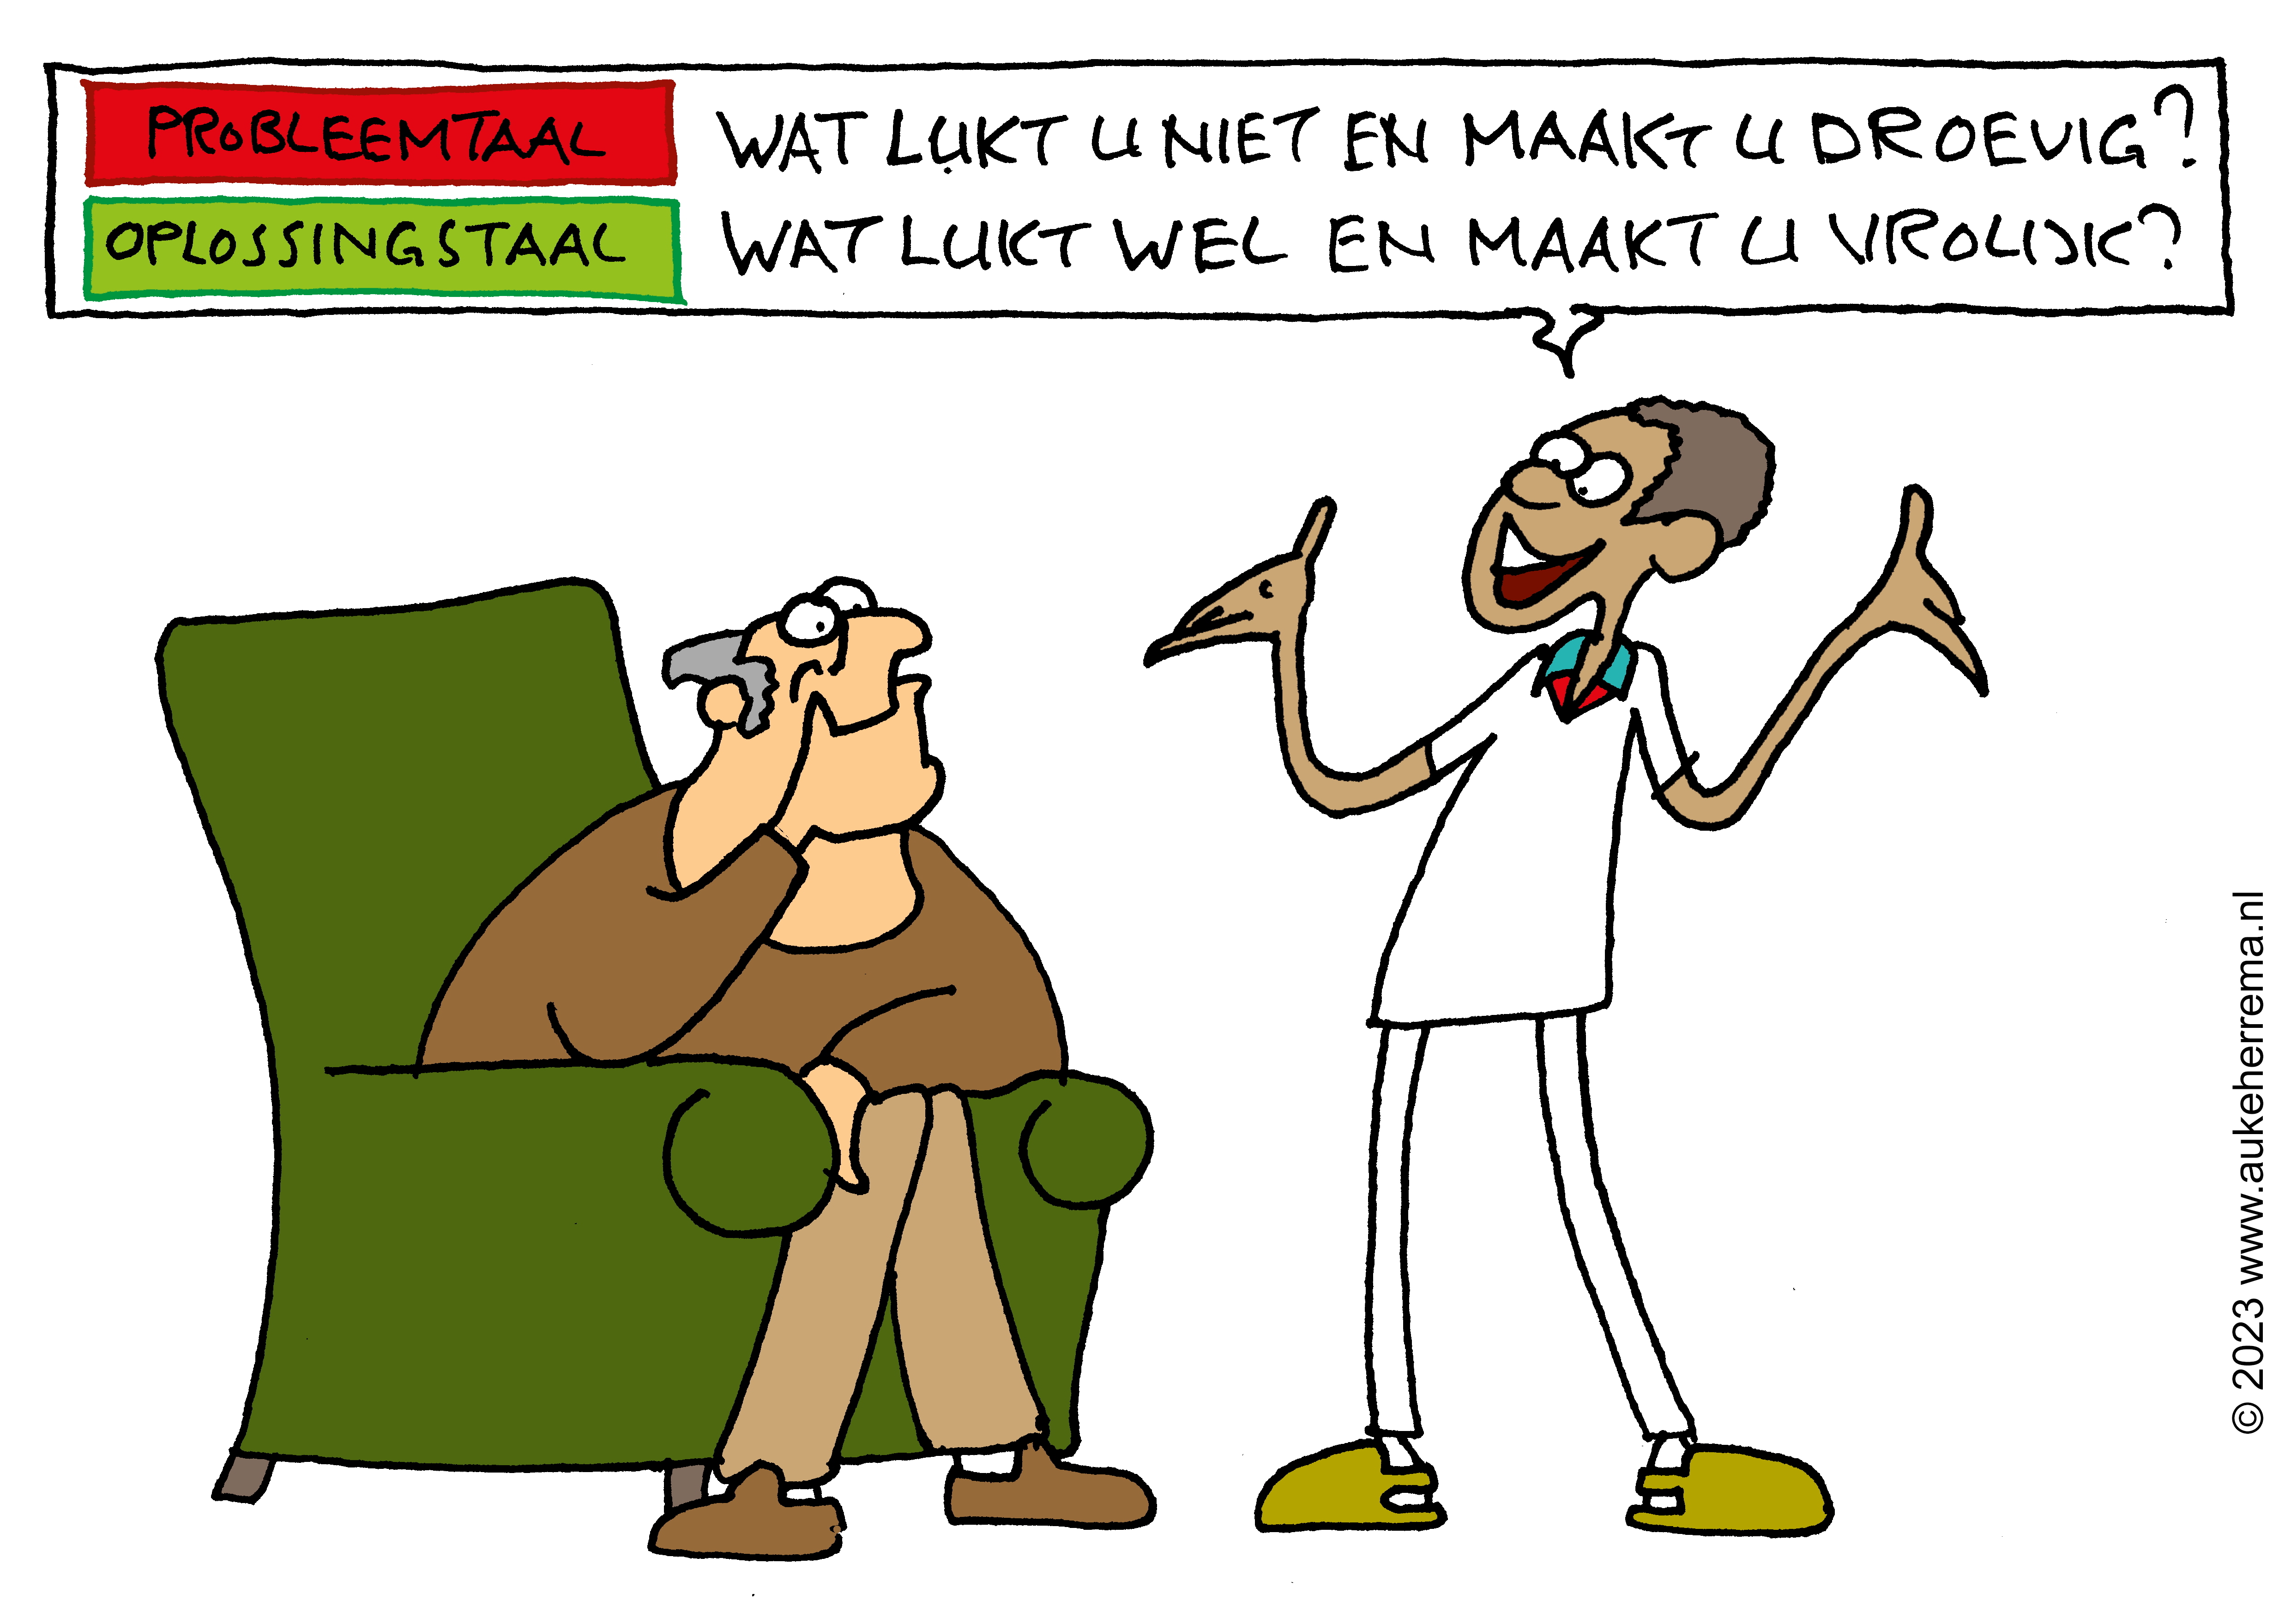 PROBLEEMTAAL WAT LUKT U NIET EN MAAKT U DROEVIG?
OPLOSSINGSTAAL WAT LUKT WEL EN MAAKT U VROLIJK?
© 2023 www.aukeherrema.nl